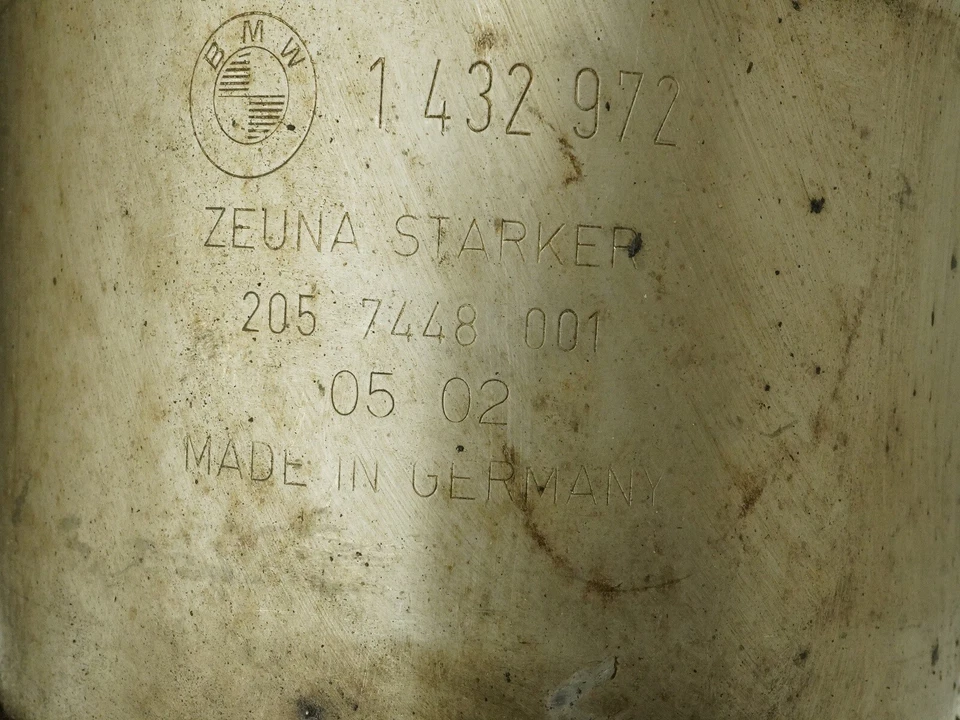 BMW 1 432 972
ZEUNA STARKER
205 7448 001
05 02
MADE IN GERMANY